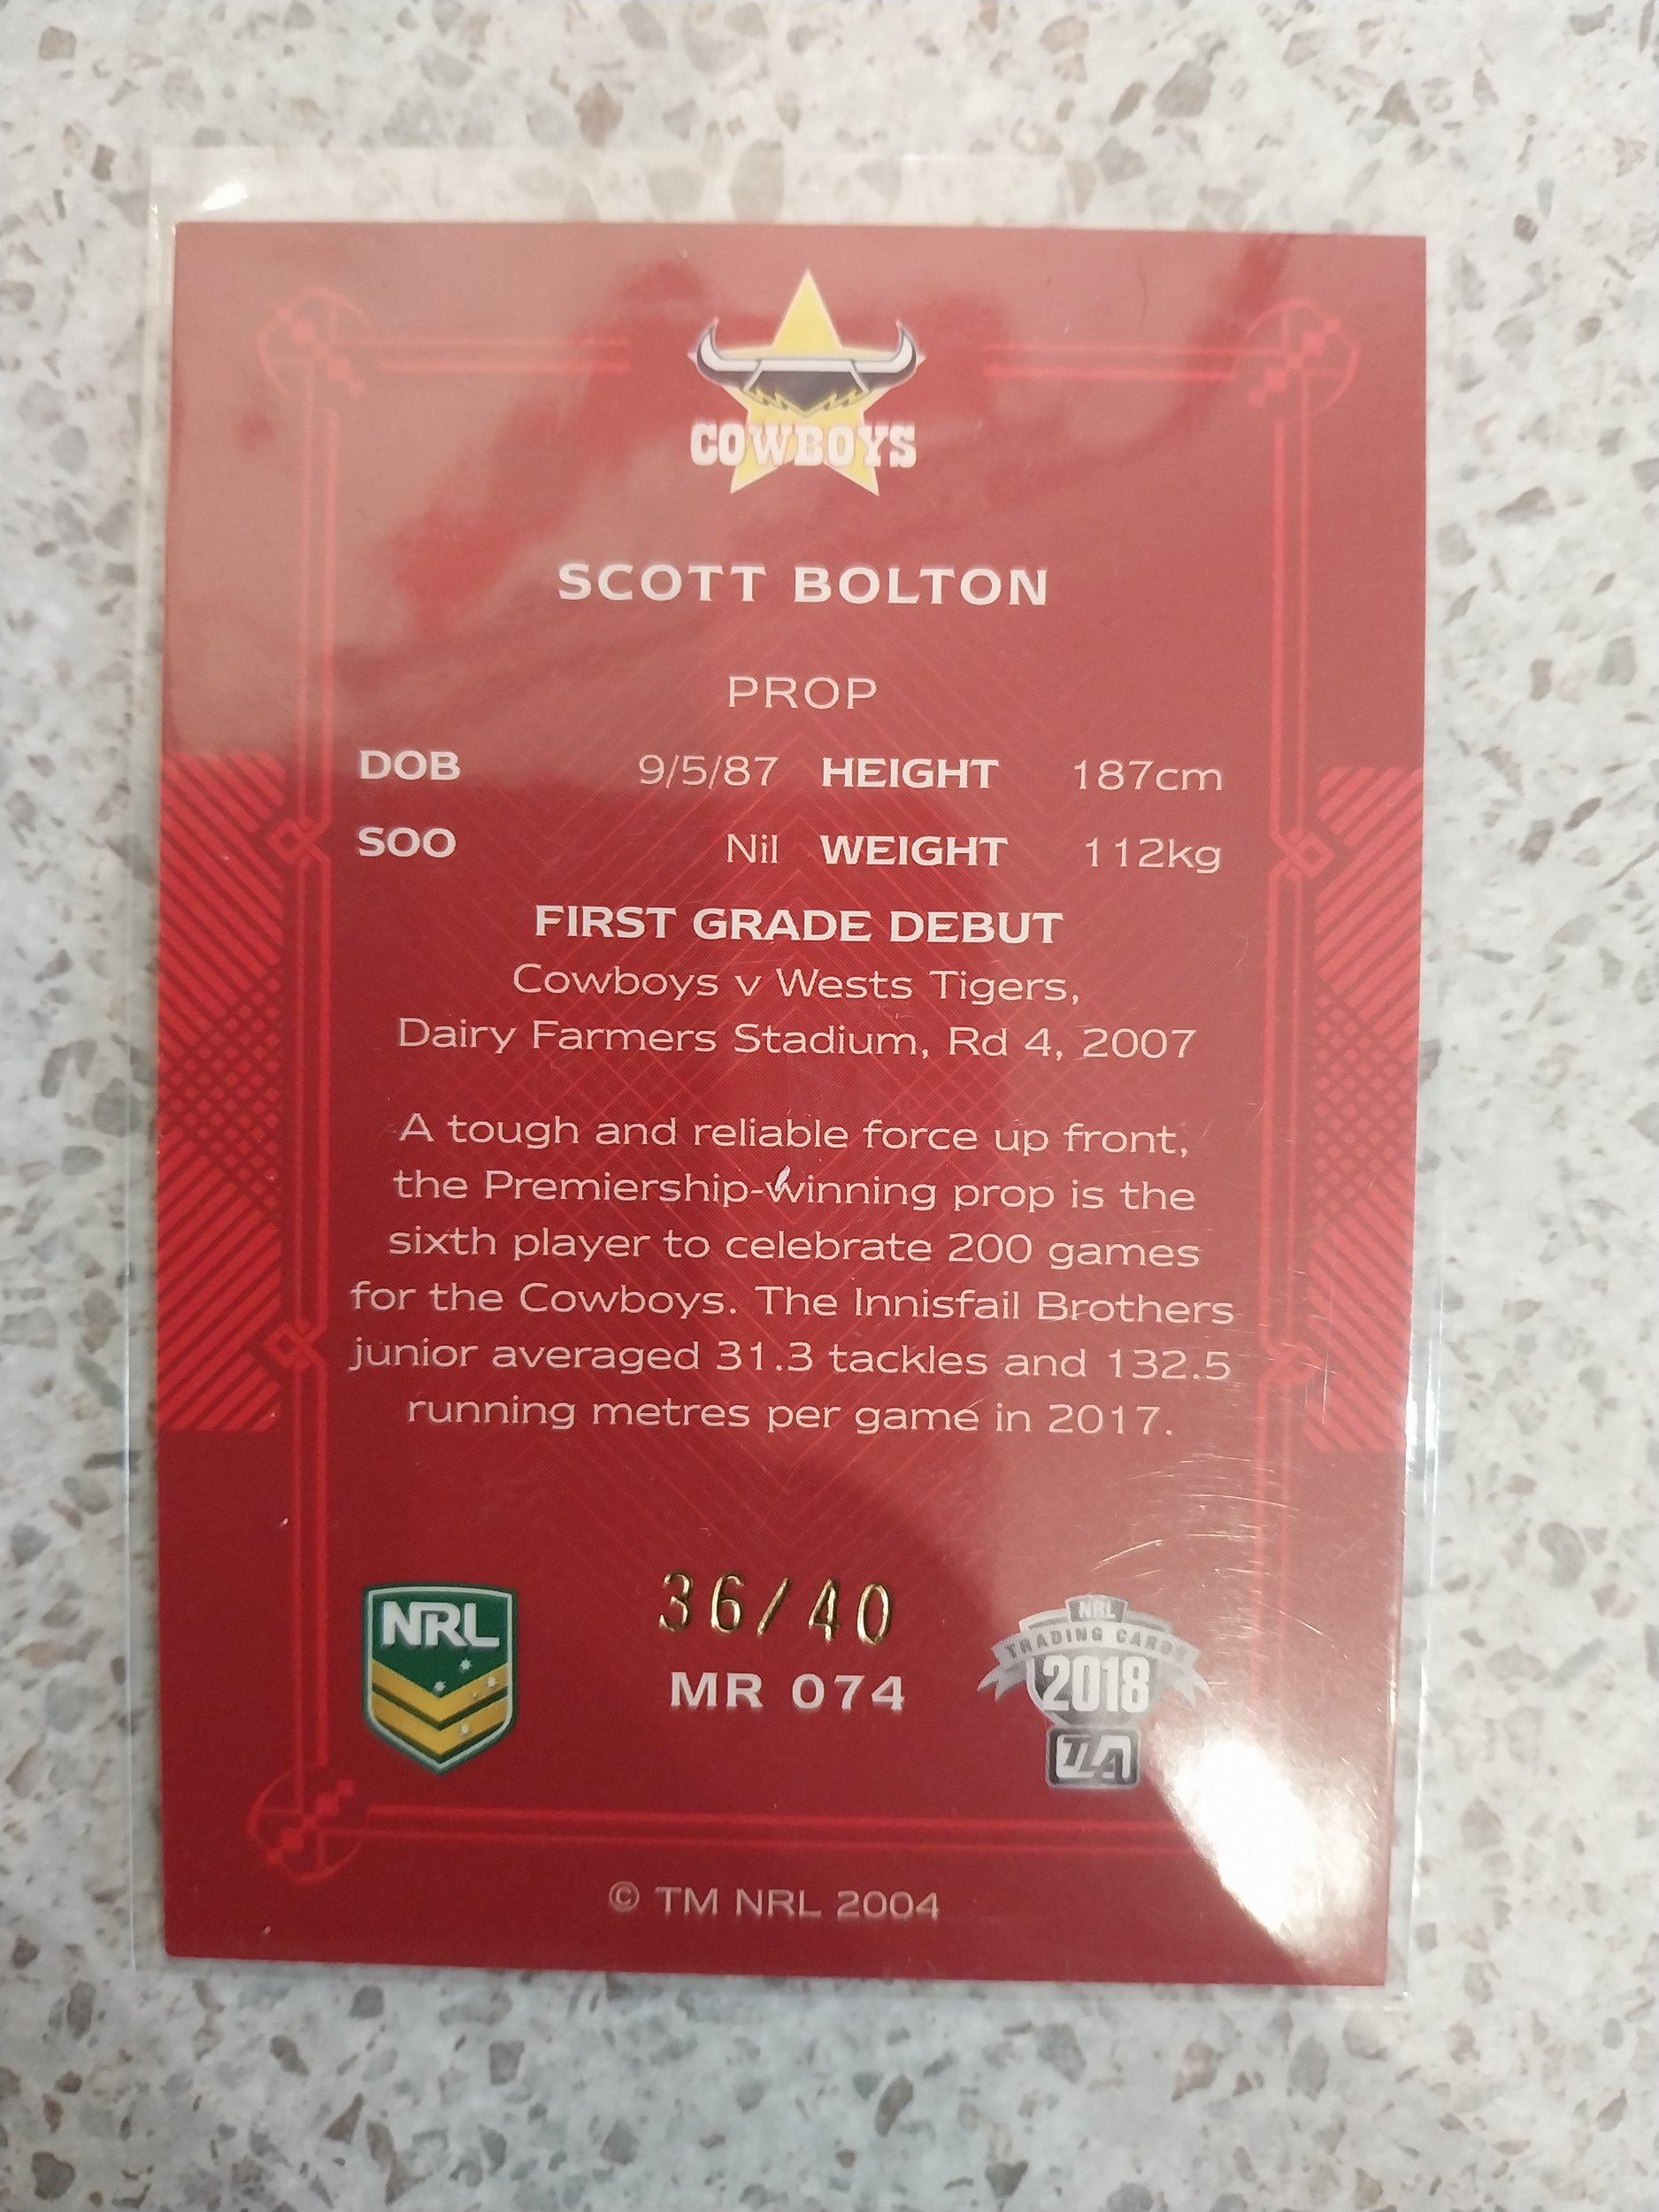 COWBOYS
SCOTT BOLTON
PROP
DOB 9/5/87 HEIGHT 187cm
SOO Nil WEIGHT 112kg
FIRST GRADE DEBUT
Cowboys v Wests Tigers,
Dairy Farmers Stadium, Rd 4, 2007
A tough and reliable force up front,
the Premiership-winning prop is the
sixth player to celebrate 200 games
for the Cowboys. The Innisfail Brothers
junior averaged 31.3 tackles and 132.5
running metres per game in 2017.
36/40
MR 074
NRL
NRL
TRADING CARDS
2018
TLA
© TM NRL 2004